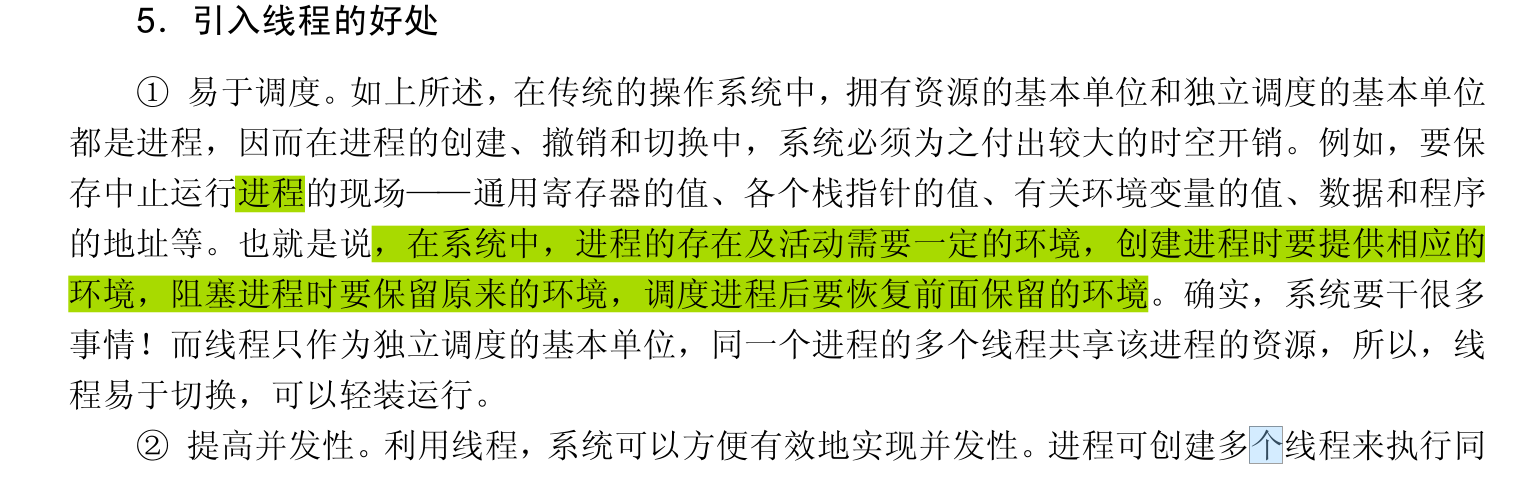 5．引入线程的好处
① 易于调度。如上所述，在传统的操作系统中，拥有资源的基本单位和独立调度的基本单位
都是进程，因而在进程的创建、撤销和切换中，系统必须为之付出较大的时空开销。例如，要保
存中止运行进程的现场——通用寄存器的值、各个栈指针的值、有关环境变量的值、数据和程序
的地址等。也就是说，在系统中，进程的存在及活动需要一定的环境，创建进程时要提供相应的
环境，阻塞进程时要保留原来的环境，调度进程后要恢复前面保留的环境。确实，系统要干很多
事情！而线程只作为独立调度的基本单位，同一个进程的多个线程共享该进程的资源，所以，线
程易于切换，可以轻装运行。
② 提高并发性。利用线程，系统可以方便有效地实现并发性。进程可创建多个线程来执行同